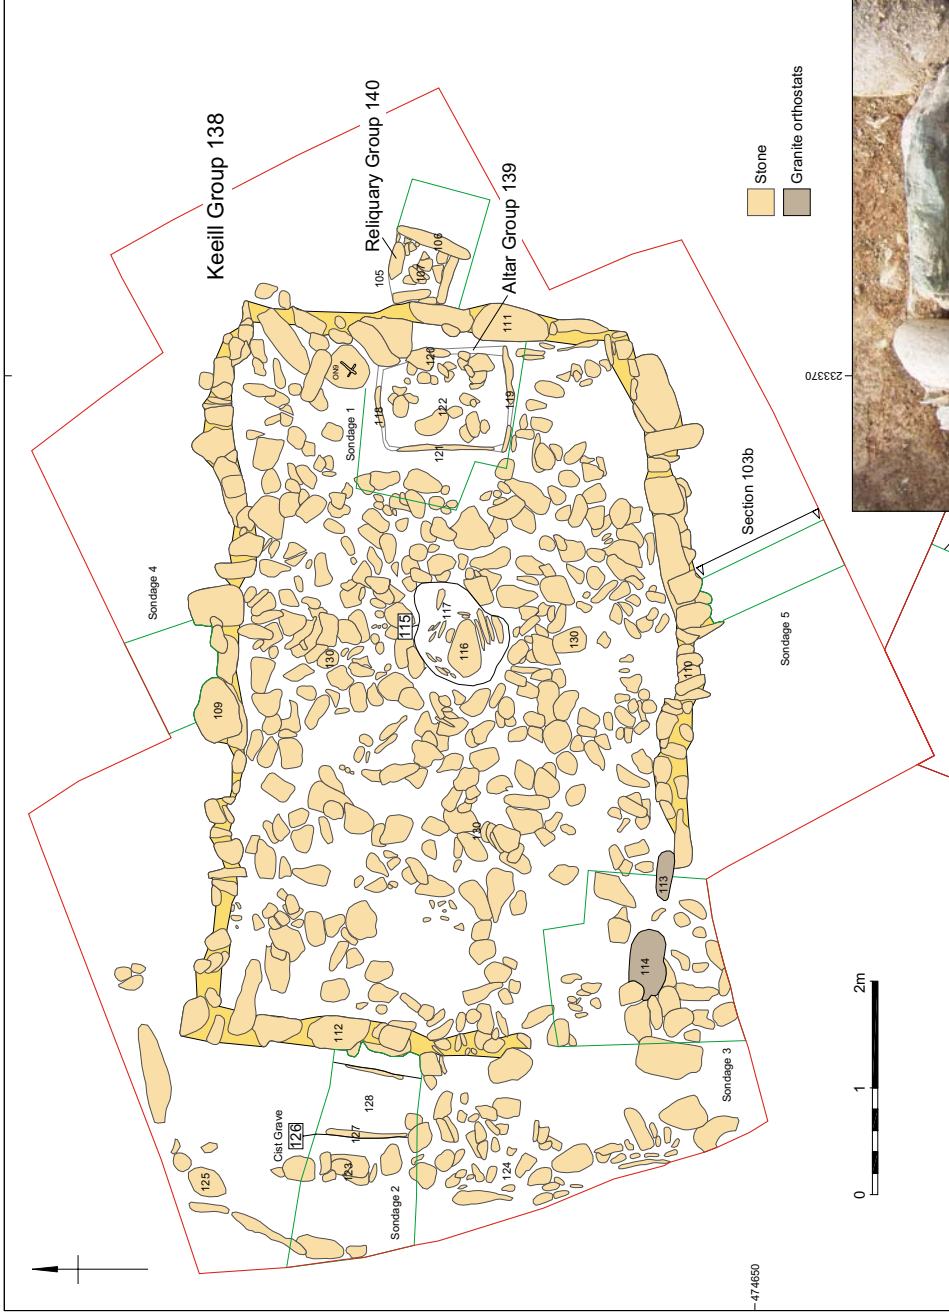 Keeill Group 138
Reliquary Group 140
Altar Group 139
Stone
Granite orthostats
Sondage 4
Sondage 1
ON9
105
106
107
109
111
118
119
120
121
122
115
116
117
130
130
130
110
Section 103b
Sondage 5
233370
112
113
114
Sondage 3
Cist Grave
126
127
128
123
124
125
Sondage 2
0
1
2m
474650